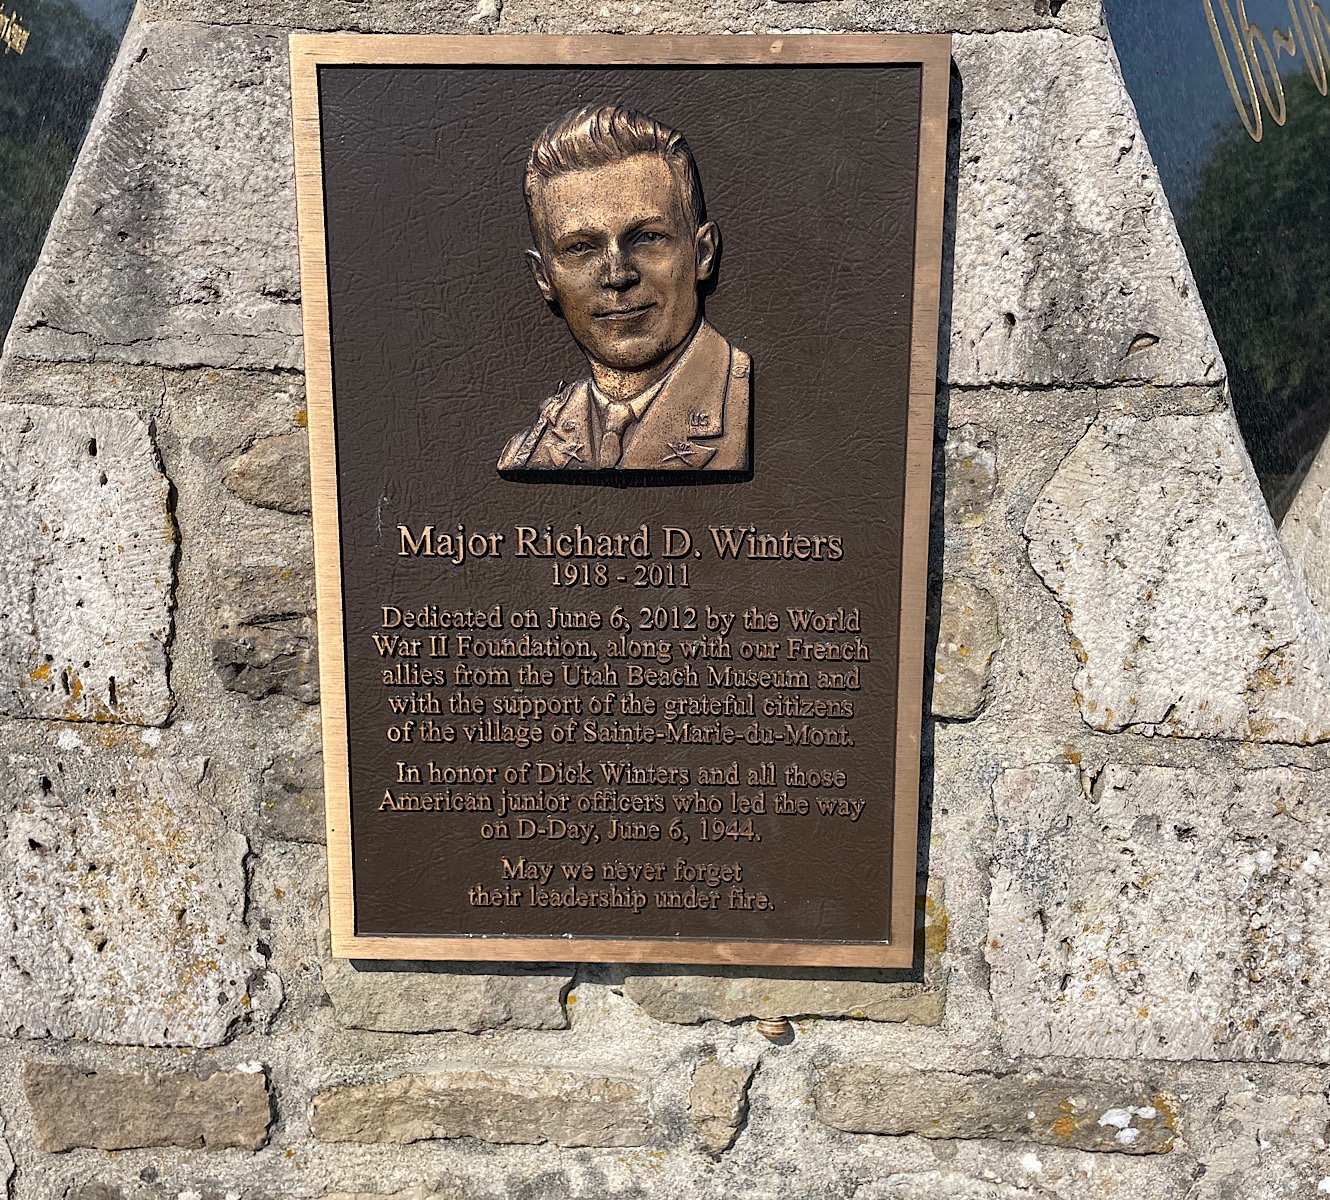 US
Major Richard D. Winters
1918 - 2011
Dedicated on June 6, 2012 by the World
War II Foundation, along with our French
allies from the Utah Beach Museum and
with the support of the grateful citizens
of the village of Sainte-Marie-du-Mont.
In honor of Dick Winters and all those
American junior officers who led the way
on D-Day, June 6, 1944.
May we never forget
their leadership under fire.